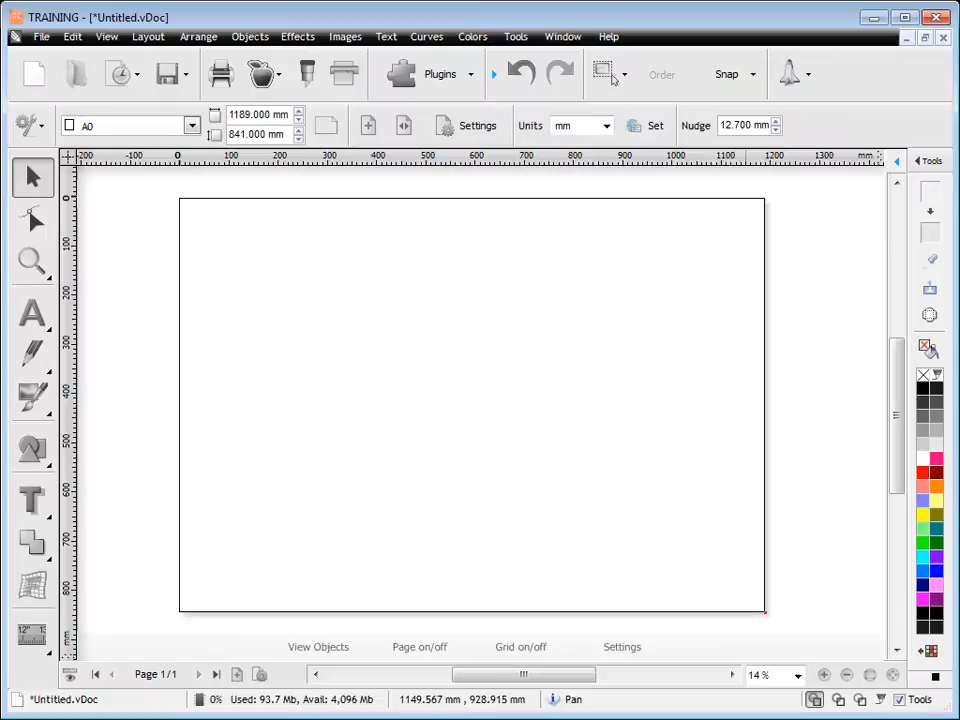 TRAINING - [*Untitled.vDoc]
File Edit View Layout Arrange Objects Effects Images Text Curves Colors Tools Window Help
Plugins Order Snap
A0 1189.000 mm 841.000 mm Settings Units mm Set Nudge 12.700 mm
-200 -100 0 100 200 300 400 500 600 700 800 900 1000 1100 1200 1300 mm
Tools
0
100
200
300
400
500
600
700
800
mm
A
T
12"
View Objects Page on/off Grid on/off Settings
Page 1/1 14 %
*Untitled.vDoc 0% Used: 93.7 Mb, Avail: 4,096 Mb 1149.567 mm , 928.915 mm Pan Tools